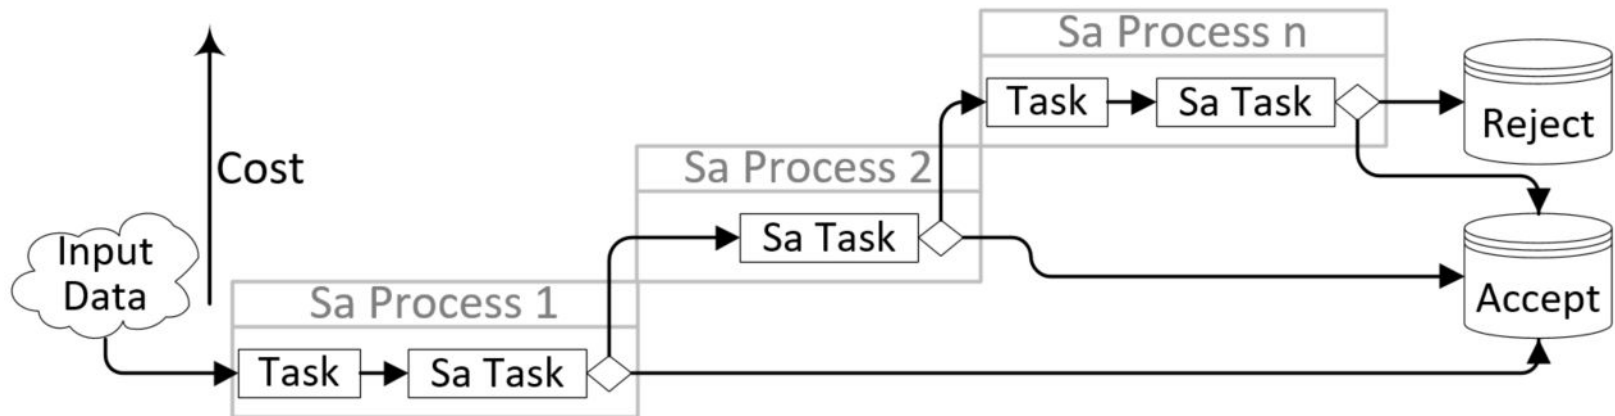 Sa Process n
Task
Sa Task
Reject
Cost
Sa Process 2
Sa Task
Input
Data
Accept
Sa Process 1
Task
Sa Task